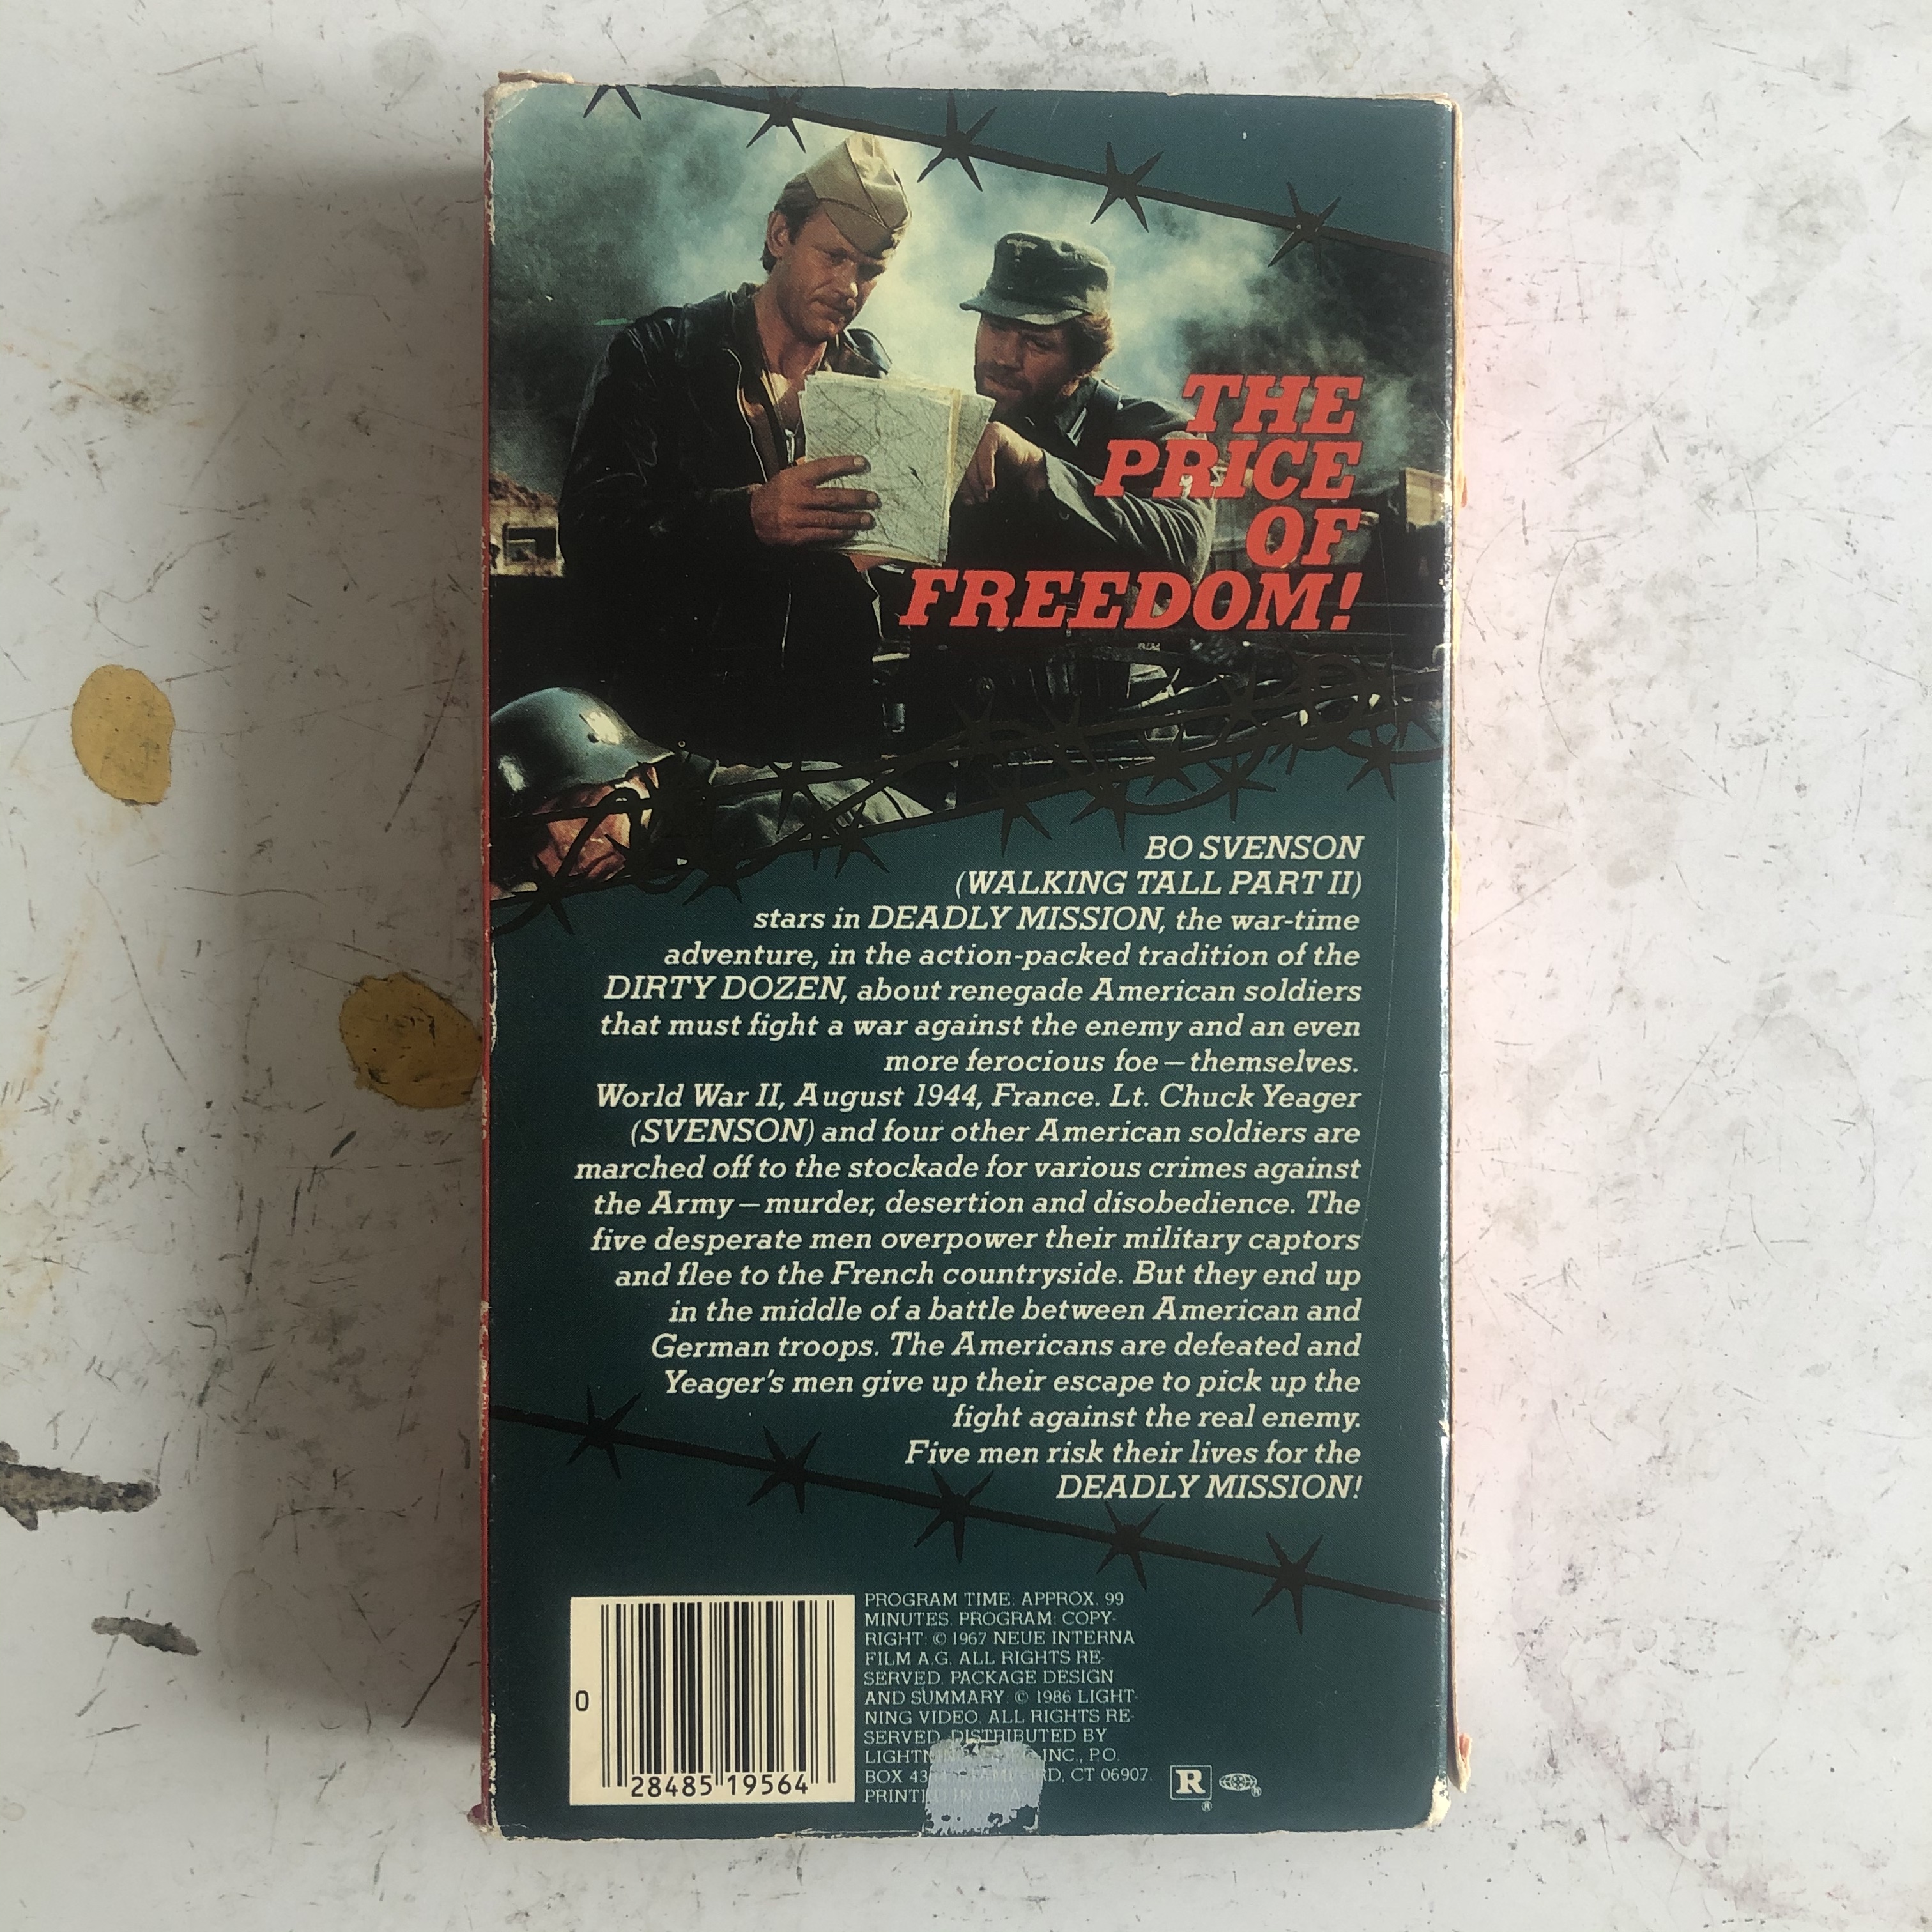 THE
PRICE
OF
FREEDOM!
BO SVENSON
(WALKING TALL PART II)
stars in DEADLY MISSION, the war-time
adventure, in the action-packed tradition of the
DIRTY DOZEN, about renegade American soldiers
that must fight a war against the enemy and an even
more ferocious foe—themselves.
World War II, August 1944, France. Lt. Chuck Yeager
(SVENSON) and four other American soldiers are
marched off to the stockade for various crimes against
the Army—murder, desertion and disobedience. The
five desperate men overpower their military captors
and flee to the French countryside. But they end up
in the middle of a battle between American and
German troops. The Americans are defeated and
Yeager's men give up their escape to pick up the
fight against the real enemy.
Five men risk their lives for the
DEADLY MISSION!
0
28485 19564
PROGRAM TIME: APPROX. 99
MINUTES. PROGRAM: COPY-
RIGHT: © 1967 NEUE INTERNA
FILM A.G. ALL RIGHTS RE-
SERVED. PACKAGE DESIGN
AND SUMMARY: © 1986 LIGHT-
NING VIDEO. ALL RIGHTS RE-
SERVED. DISTRIBUTED BY
INC., P.O.
BOX STAMFORD, CT 06907.
PRINTED IN U.S.A.
R ®
®